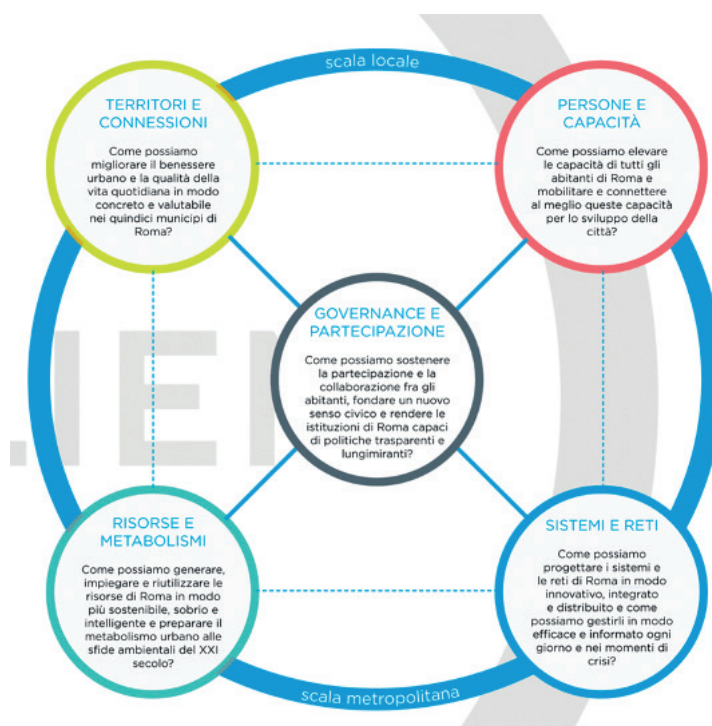 scala locale
TERRITORI E
CONNESSIONI
Come possiamo
migliorare il benessere
urbano e la qualità della
vita quotidiana in modo
concreto e valutabile
nei quindici municipi di
Roma?
PERSONE E
CAPACITÀ
Come possiamo elevare
le capacità di tutti gli
abitanti di Roma e
mobilitare e connettere
al meglio queste capacità
per lo sviluppo della
città?
GOVERNANCE E
PARTECIPAZIONE
Come possiamo sostenere
la partecipazione e la
collaborazione fra gli
abitanti, fondare un nuovo
senso civico e rendere le
istituzioni di Roma capaci
di politiche trasparenti e
lungimiranti?
RISORSE E
METABOLISMI
Come possiamo generare,
impiegare e riutilizzare le
risorse di Roma in modo
più sostenibile, sobrio e
intelligente e preparare il
metabolismo urbano alle
sfide ambientali del XXI
secolo?
SISTEMI E RETI
Come possiamo
progettare i sistemi e
le reti di Roma in modo
innovativo, integrato
e distribuito e come
possiamo gestirli in modo
efficace e informato ogni
giorno e nei momenti di
crisi?
scala metropolitana